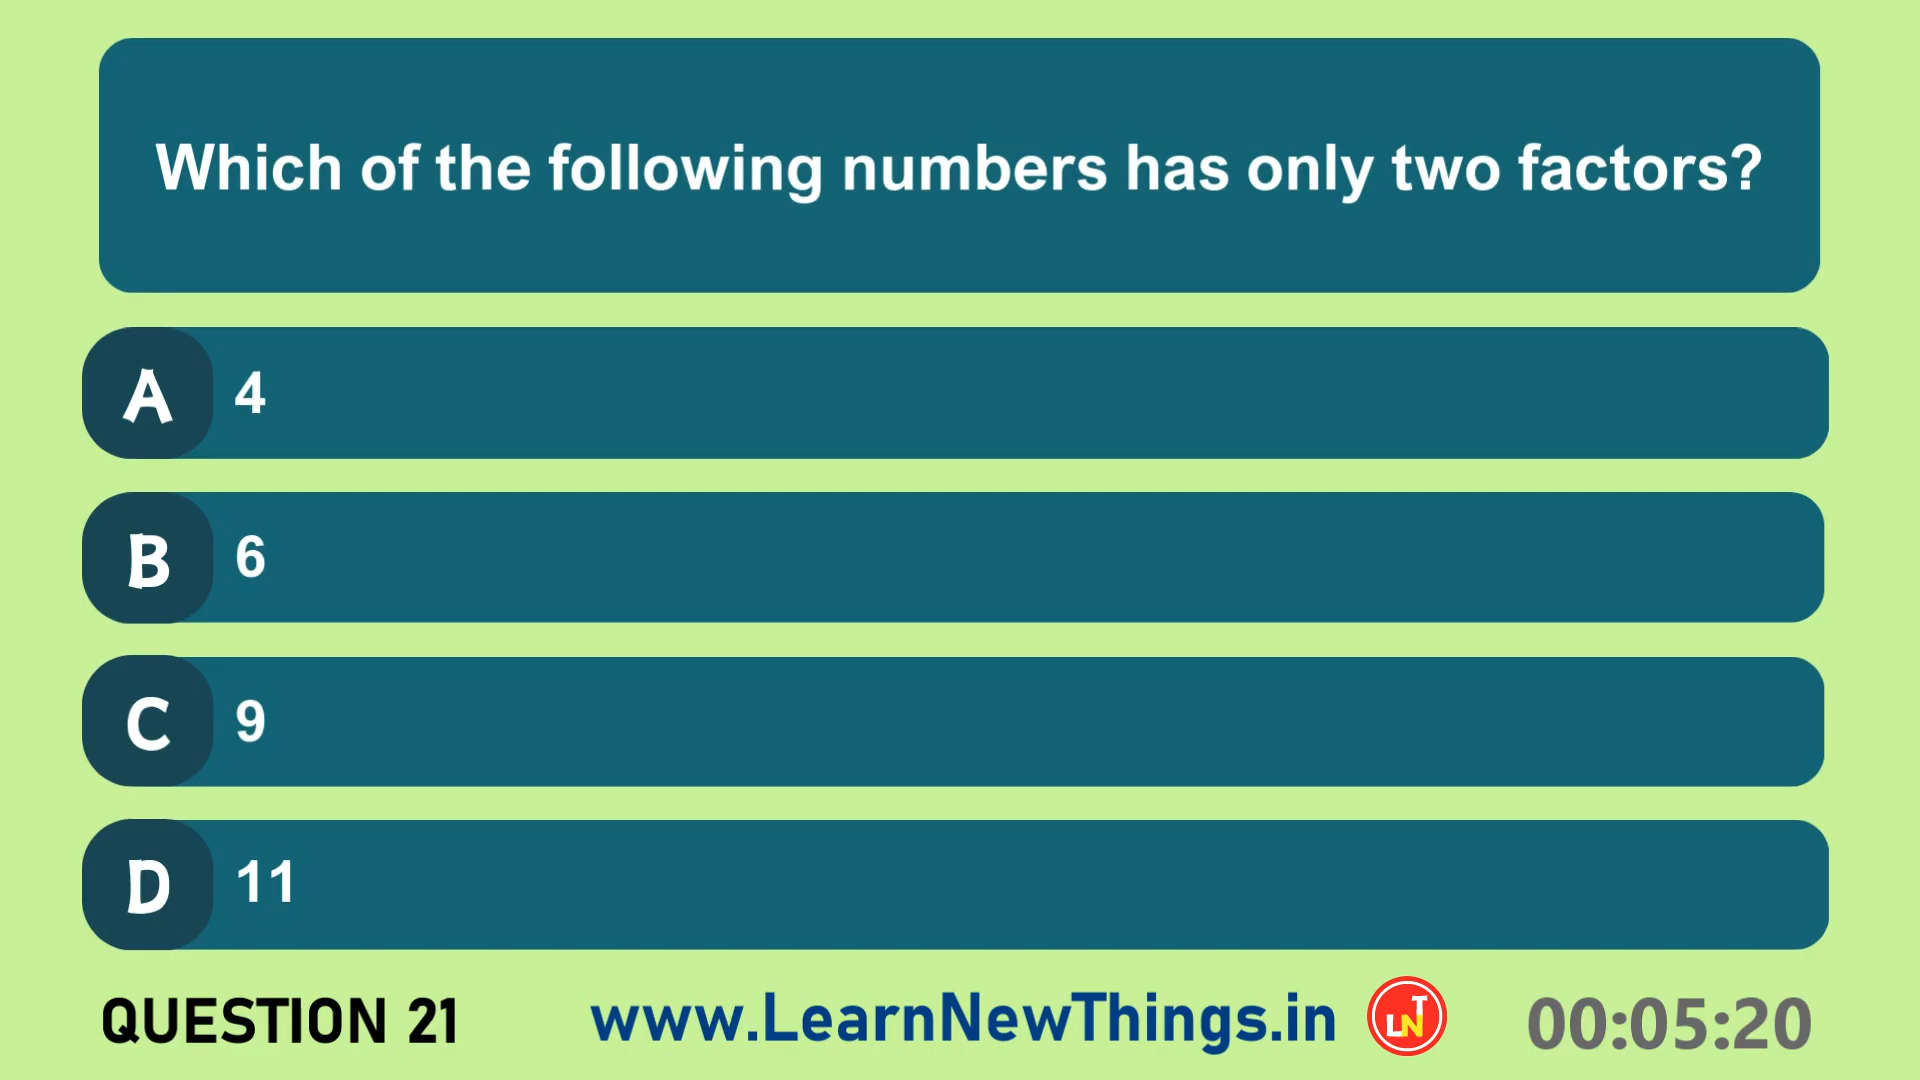 Which of the following numbers has only two factors?
A 4
B 6
C 9
D 11
QUESTION 21 www.LearnNewThings.in LNT 00:05:20